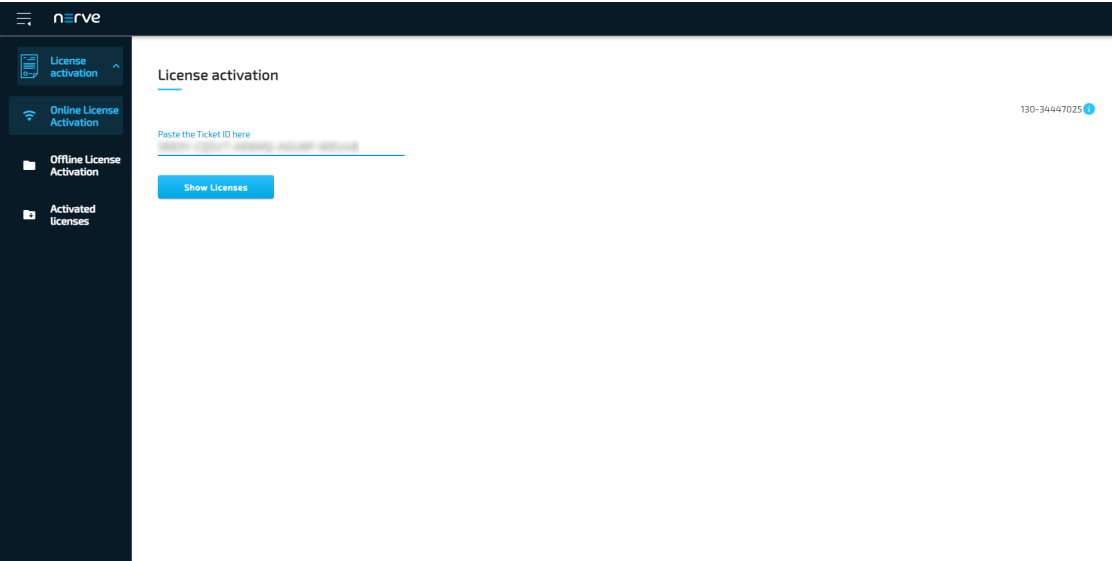 nerve
License
activation
Online License
Activation
Offline License
Activation
Activated
licenses
License activation
130-34447025
Paste the Ticket ID here
Show Licenses